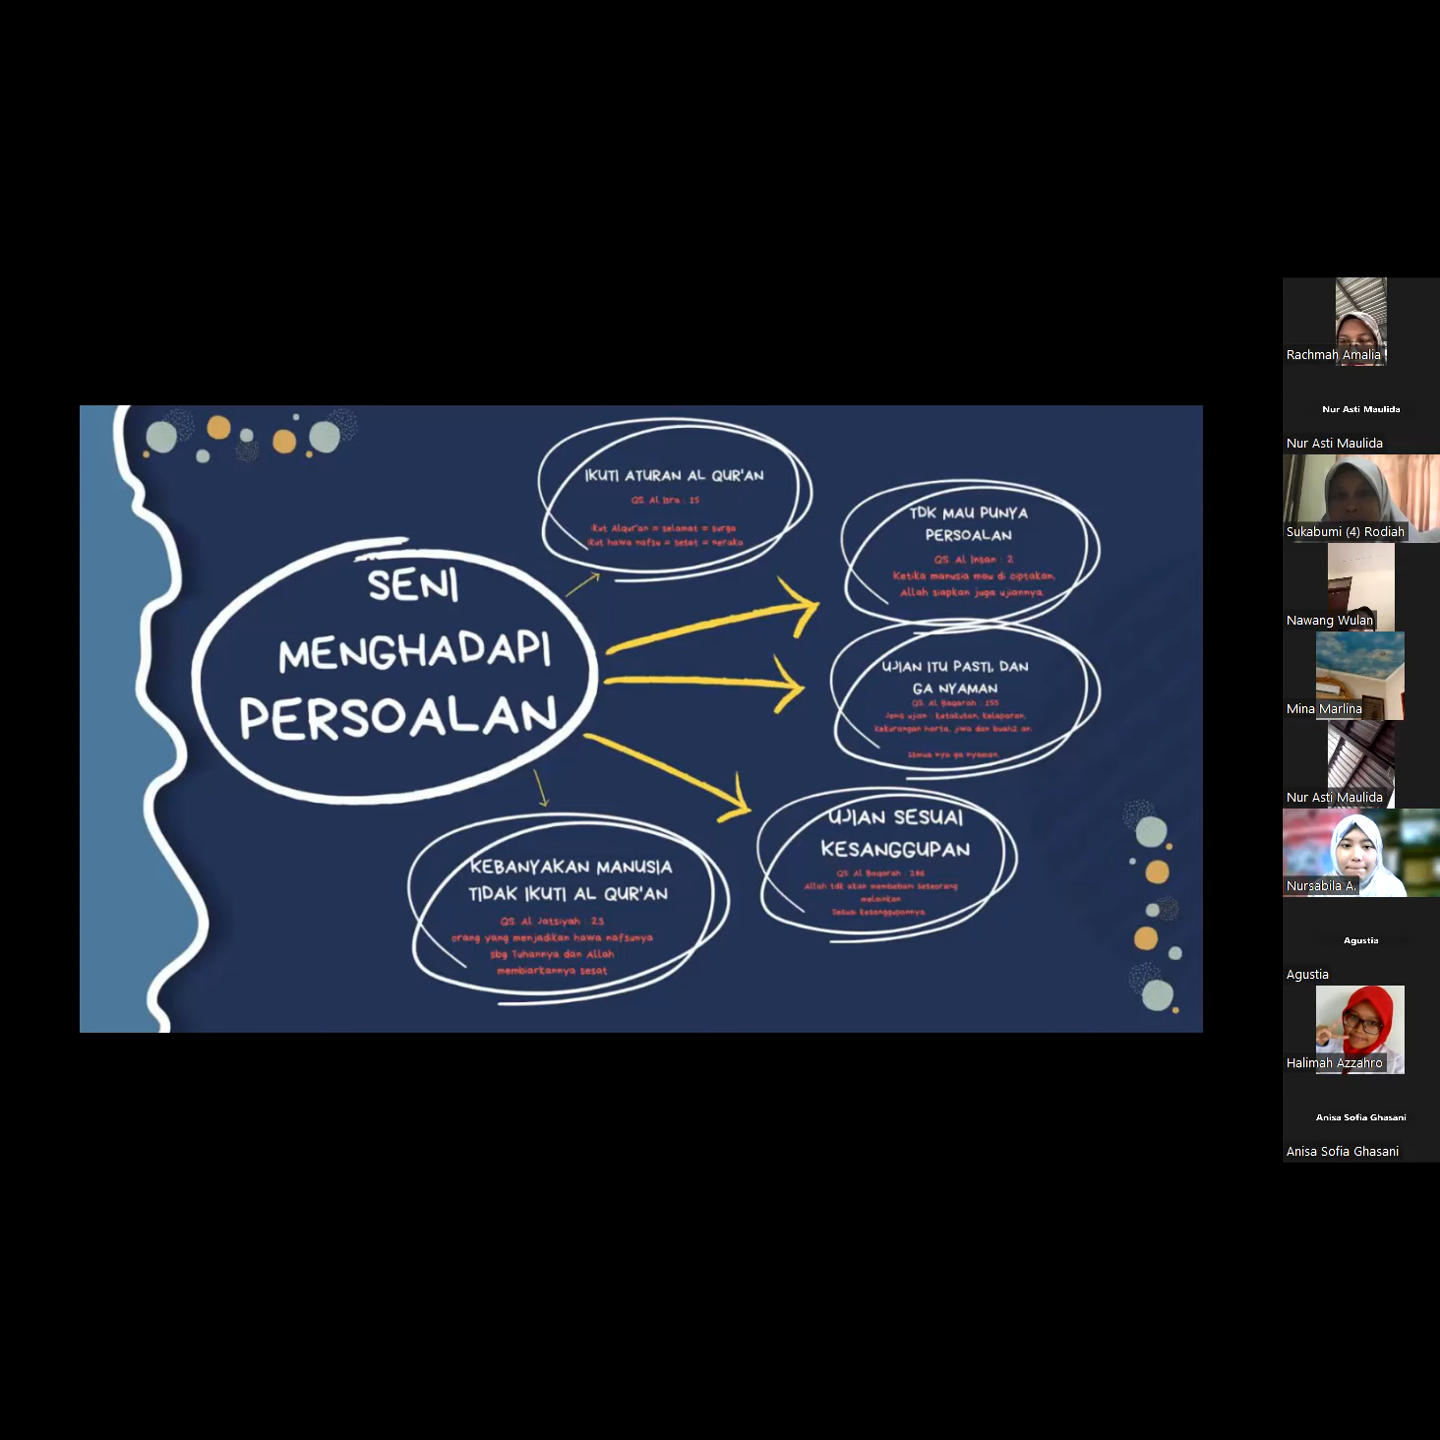 SENI
MENGHADAPI
PERSOALAN
IKUTI ATURAN AL QUR'AN
QS. Al Isra : 15
Ikut Alqur'an = selamat = surga
Ikut hawa nafsu = sesat = neraka
TDK MAU PUNYA
PERSOALAN
QS. Al Insan : 2
Ketika manusia mau di ciptakan,
Allah siapkan juga ujiannya
UJIAN ITU PASTI, DAN
GA NYAMAN
QS. Al Baqarah : 155
Jenis ujian : ketakutan, kelaparan,
kekurangan harta, jiwa dan buah2 an.
Semua nya ga nyaman
UJIAN SESUAI
KESANGGUPAN
QS. Al Baqarah : 286
Allah tdk akan membebani seseorang
melainkan
Sesuai kesanggupannya
KEBANYAKAN MANUSIA
TIDAK IKUTI AL QUR'AN
QS. Al Jatsiyah : 23
orang yang menjadikan hawa nafsunya
sbg Tuhannya dan Allah
membiarkannya sesat
Rachmah Amalia
Nur Asti Maulida
Nur Asti Maulida
Sukabumi (4) Rodiah
Nawang Wulan
Mina Marlina
Nur Asti Maulida
Nursabila A.
Agustia
Agustia
Halimah Azzahro
Anisa Sofia Ghasani
Anisa Sofia Ghasani